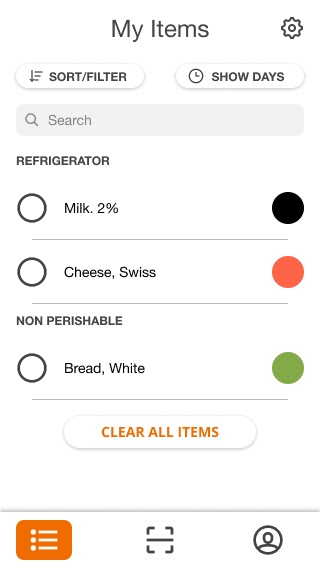 My Items
SORT/FILTER
SHOW DAYS
Search
REFRIGERATOR
Milk. 2%
Cheese, Swiss
NON PERISHABLE
Bread, White
CLEAR ALL ITEMS